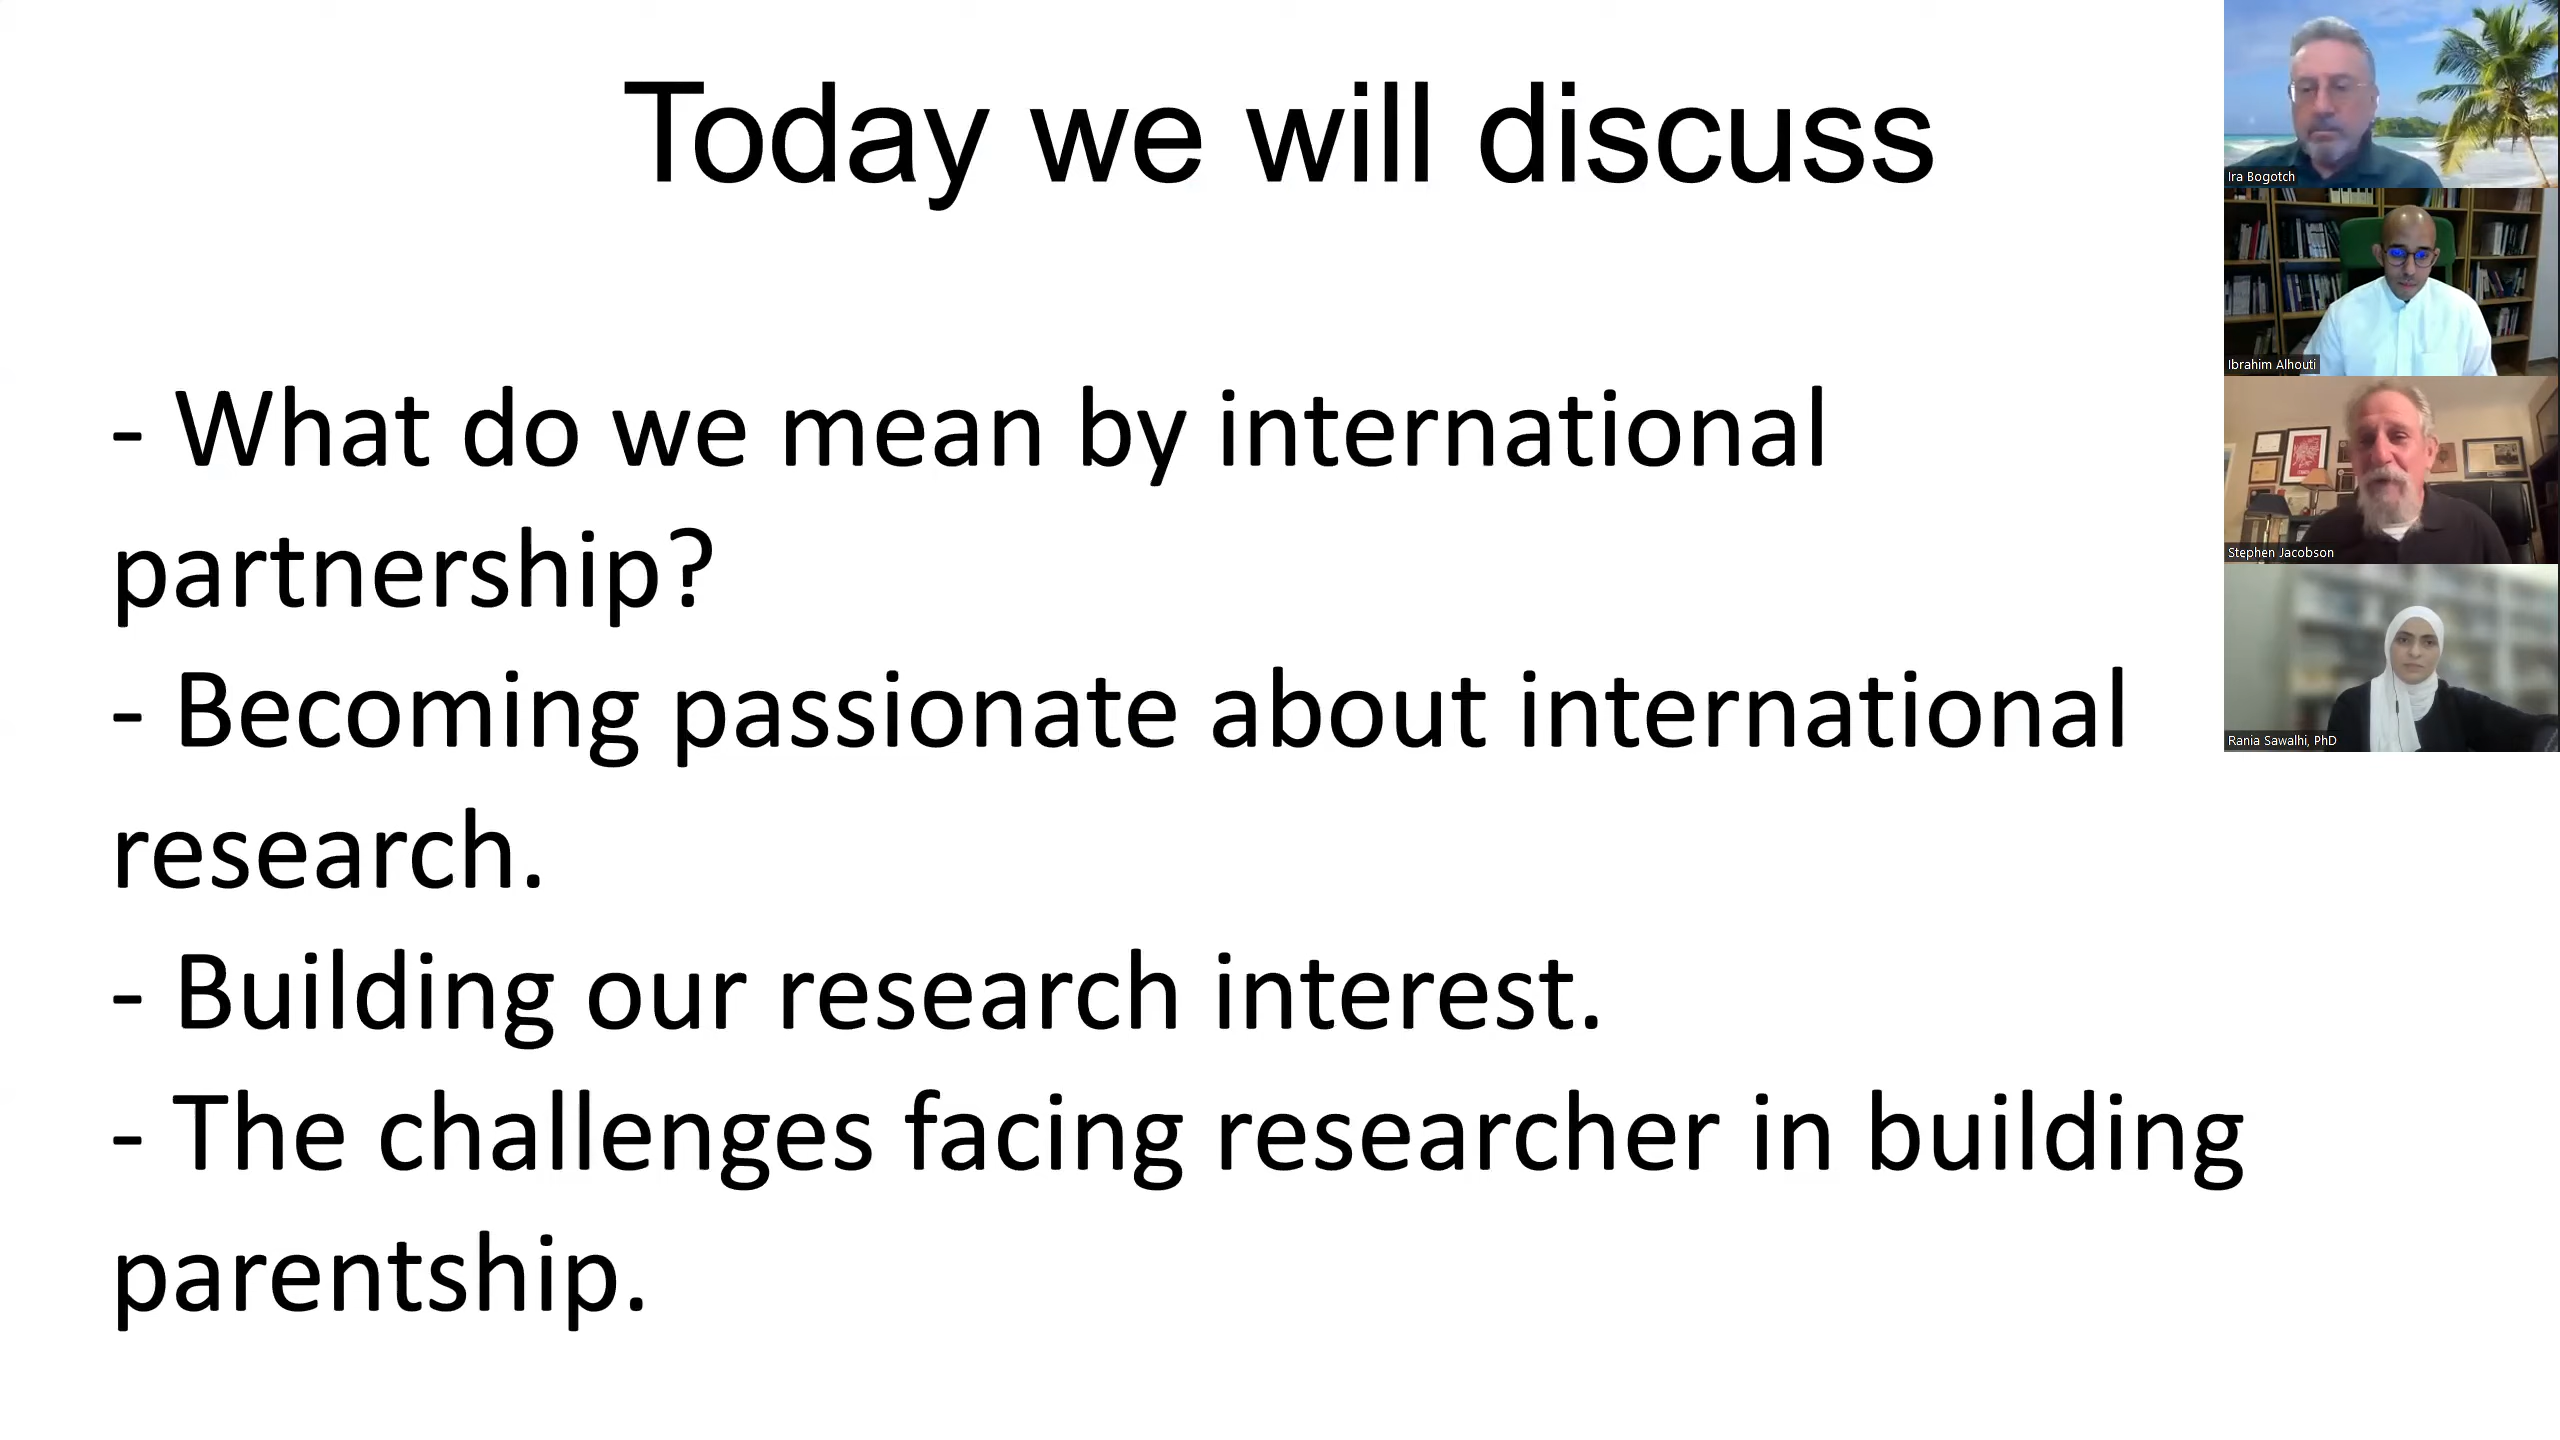 Today we will discuss
- What do we mean by international
partnership?
- Becoming passionate about international
research.
- Building our research interest.
- The challenges facing researcher in building
parentship.
Ira Bogotch
Ibrahim Alhouti
Stephen Jacobson
Rania Sawalhi, PhD